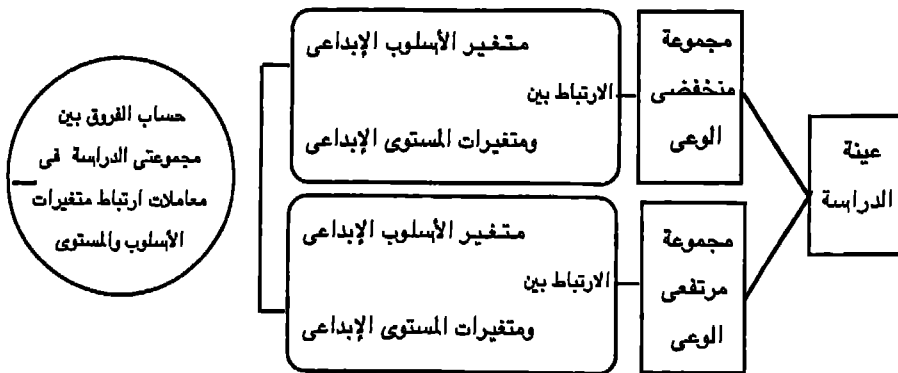 عينة
الدراسة
مجموعة
منخفضى
الوعى
متغير الأسلوب الإبداعى
الارتباط بين
ومتغيرات المستوى الإبداعى
مجموعة
مرتفعى
الوعى
متغير الأسلوب الإبداعى
الارتباط بين
ومتغيرات المستوى الإبداعى
حساب الفروق بين
مجموعتى الدراسة فى
معاملات ارتباط متغيرات
الأسلوب والمستوى